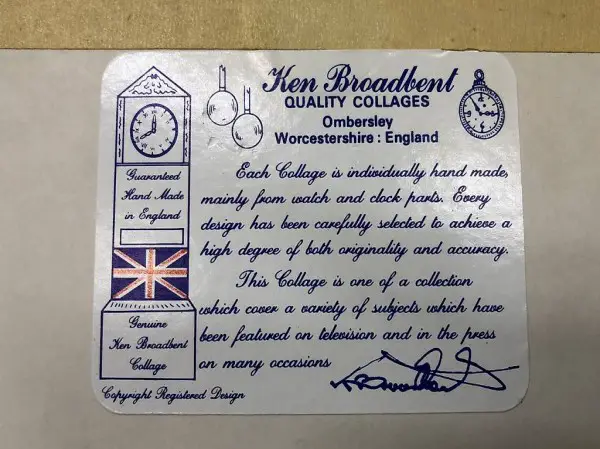 Ken Broadbent
QUALITY COLLAGES
Ombersley
Worcestershire : England
Guaranteed
Hand Made
in England
Genuine
Ken Broadbent
Collage
Each Collage is individually hand made,
mainly from watch and clock parts. Every
design has been carefully selected to achieve a
high degree of both originality and accuracy.
This Collage is one of a collection
which cover a variety of subjects which have
been featured on television and in the press
on many occasions
Copyright Registered Design